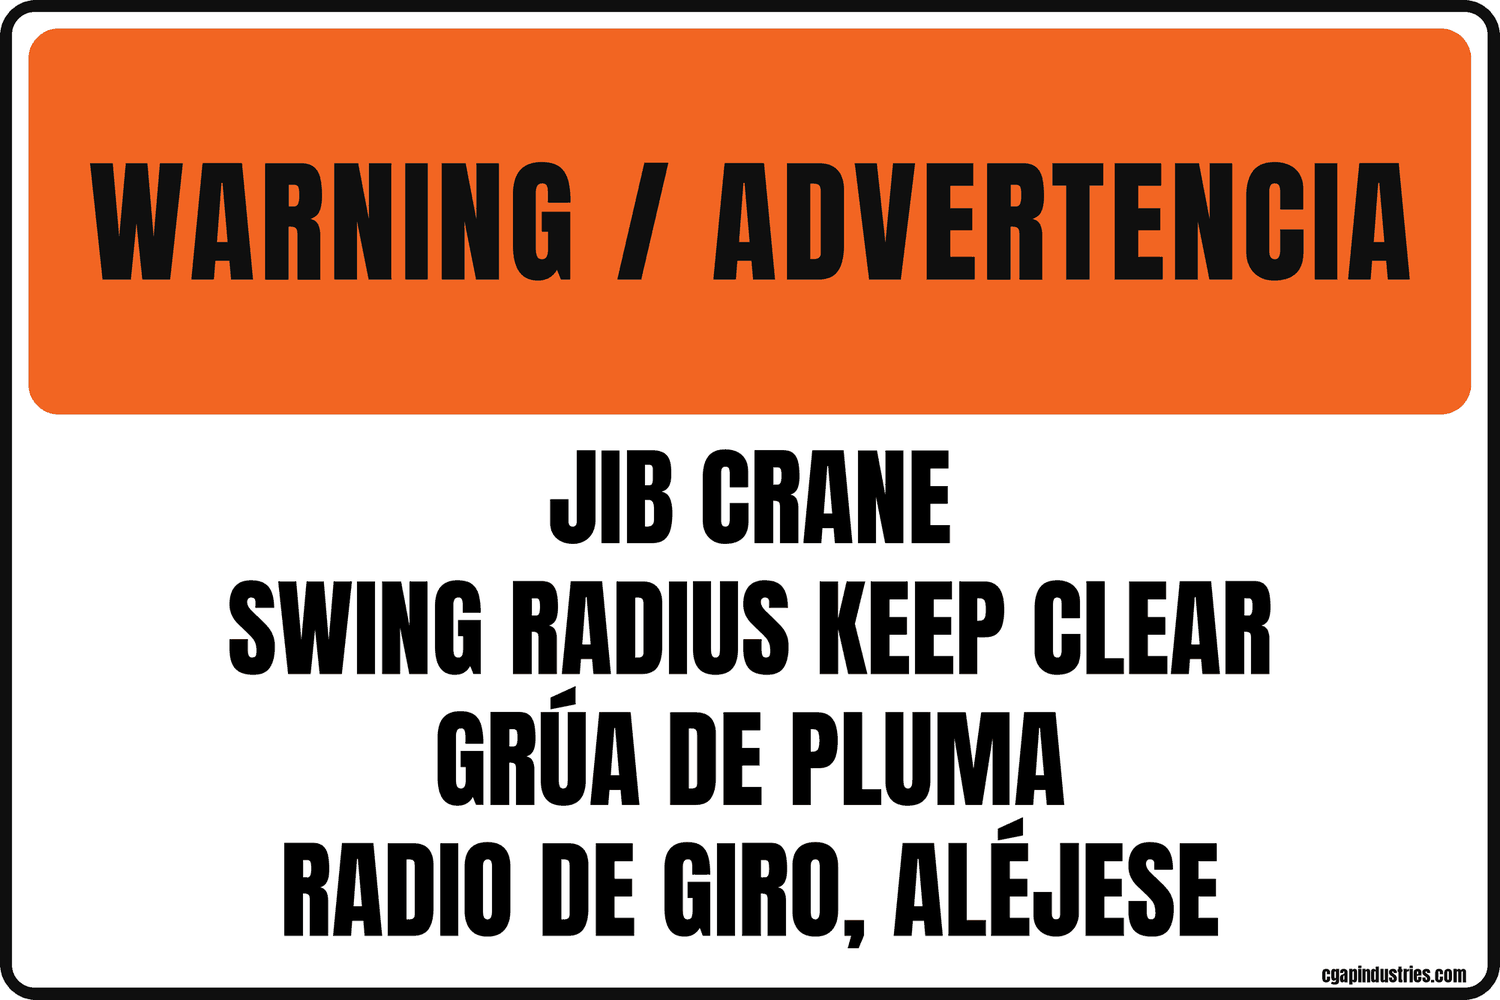 WARNING / ADVERTENCIA
JIB CRANE
SWING RADIUS KEEP CLEAR
GRÚA DE PLUMA
RADIO DE GIRO, ALÉJESE
cgapindustries.com